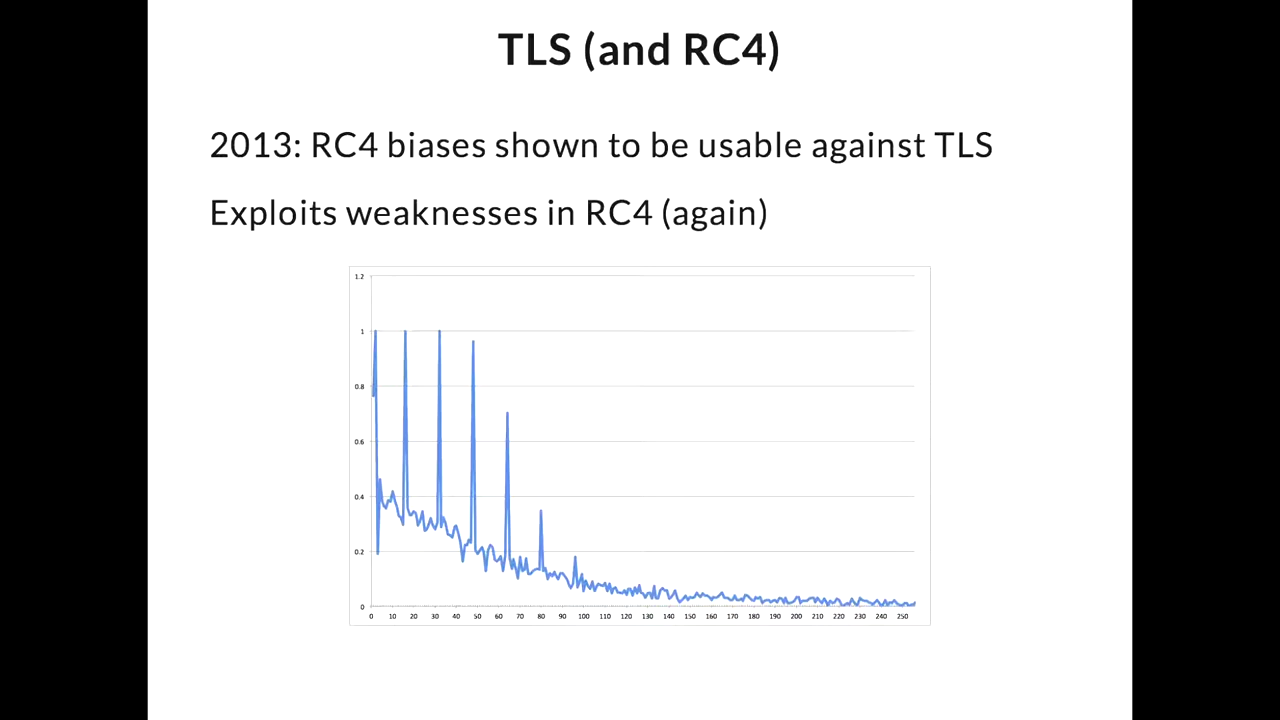 TLS (and RC4)
2013: RC4 biases shown to be usable against TLS
Exploits weaknesses in RC4 (again)
1.2
1
0.8
0.6
0.4
0.2
0
0 10 20 30 40 50 60 70 80 90 100 110 120 130 140 150 160 170 180 190 200 210 220 230 240 250